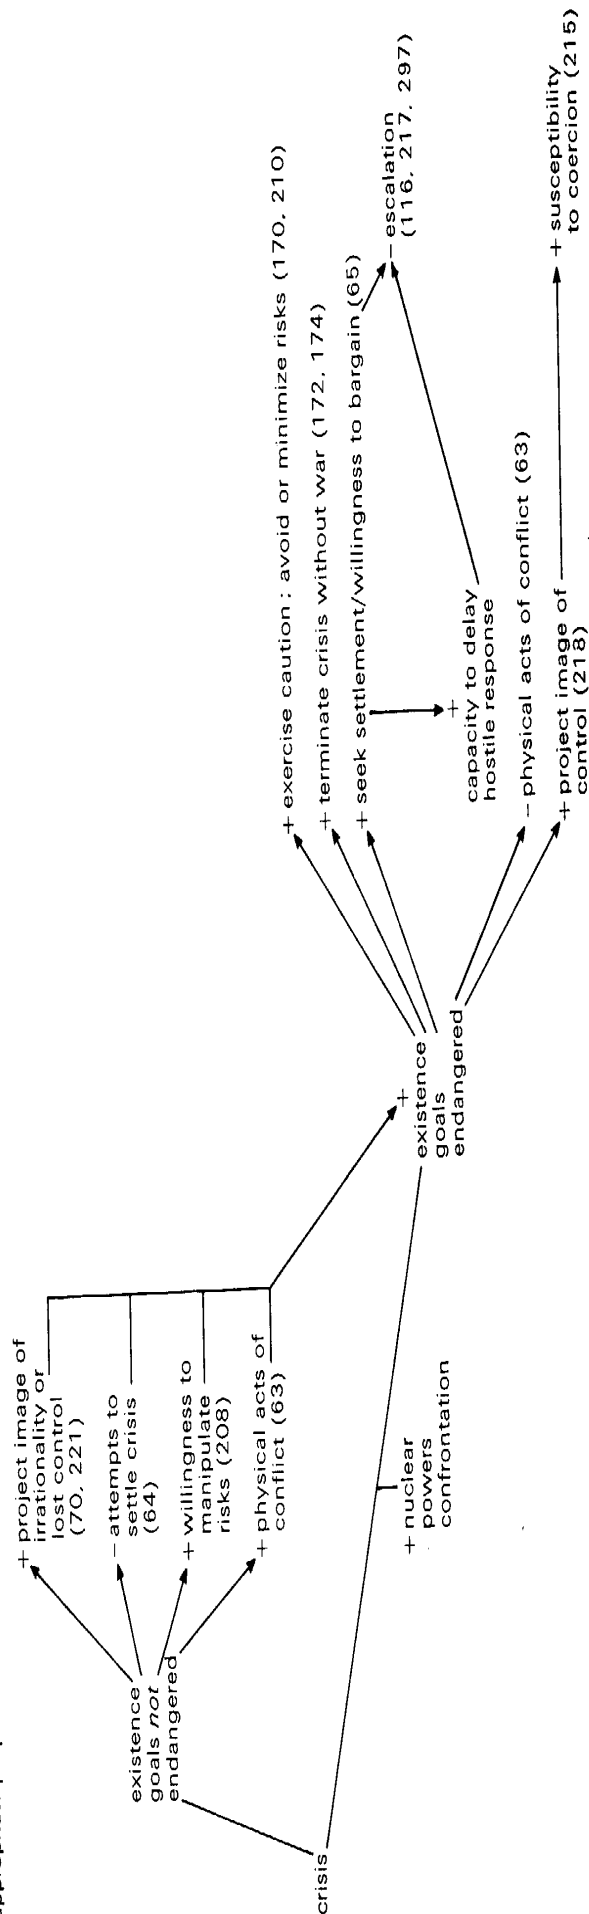 crisis
existence
goals not
endangered
+ project image of
irrationality or
lost control
(70, 221)
– attempts to
settle crisis
(64)
+ willingness to
manipulate
risks (208)
+ physical acts of
conflict (63)
+ nuclear
powers
confrontation
+
existence
goals
endangered
+ exercise caution; avoid or minimize risks (170, 210)
+ terminate crisis without war (172, 174)
+ seek settlement/willingness to bargain (65)
+
capacity to delay
hostile response
– escalation
(116, 217, 297)
– physical acts of conflict (63)
+ project image of
control (218)
+ susceptibility
to coercion (215)